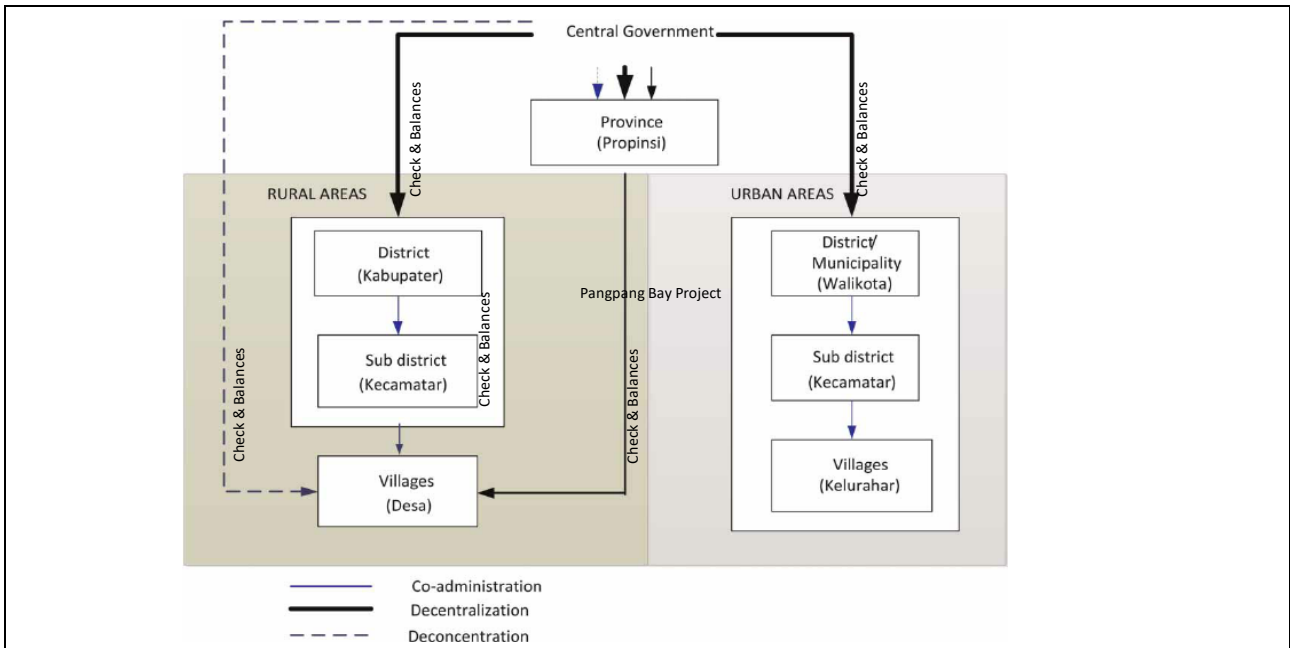 Central Government
Check & Balances
Check & Balances
Province
(Propinsi)
RURAL AREAS
URBAN AREAS
District
(Kabupater)
District/
Municipality
(Walikota)
Pangpang Bay Project
Check & Balances
Sub district
(Kecamatar)
Sub district
(Kecamatar)
Check & Balances
Check & Balances
Villages
(Desa)
Villages
(Kelurahar)
Co-administration
Decentralization
Deconcentration